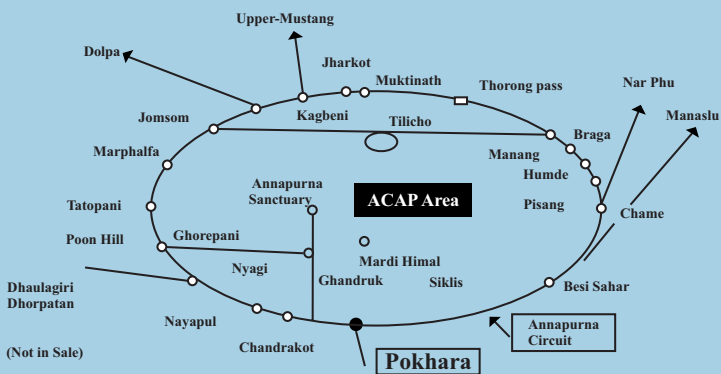 Upper-Mustang
Dolpa
Jharkot
Muktinath
Thorong pass
Nar Phu
Manaslu
Jomsom
Kagbeni
Tilicho
Braga
Marphalfa
Manang
Humde
Annapurna
Sanctuary
ACAP Area
Tatopani
Pisang
Chame
Poon Hill
Ghorepani
Nyagi
Mardi Himal
Ghandruk
Siklis
Dhaulagiri
Dhorpatan
Besi Sahar
Nayapul
Annapurna
Circuit
Chandrakot
(Not in Sale)
Pokhara